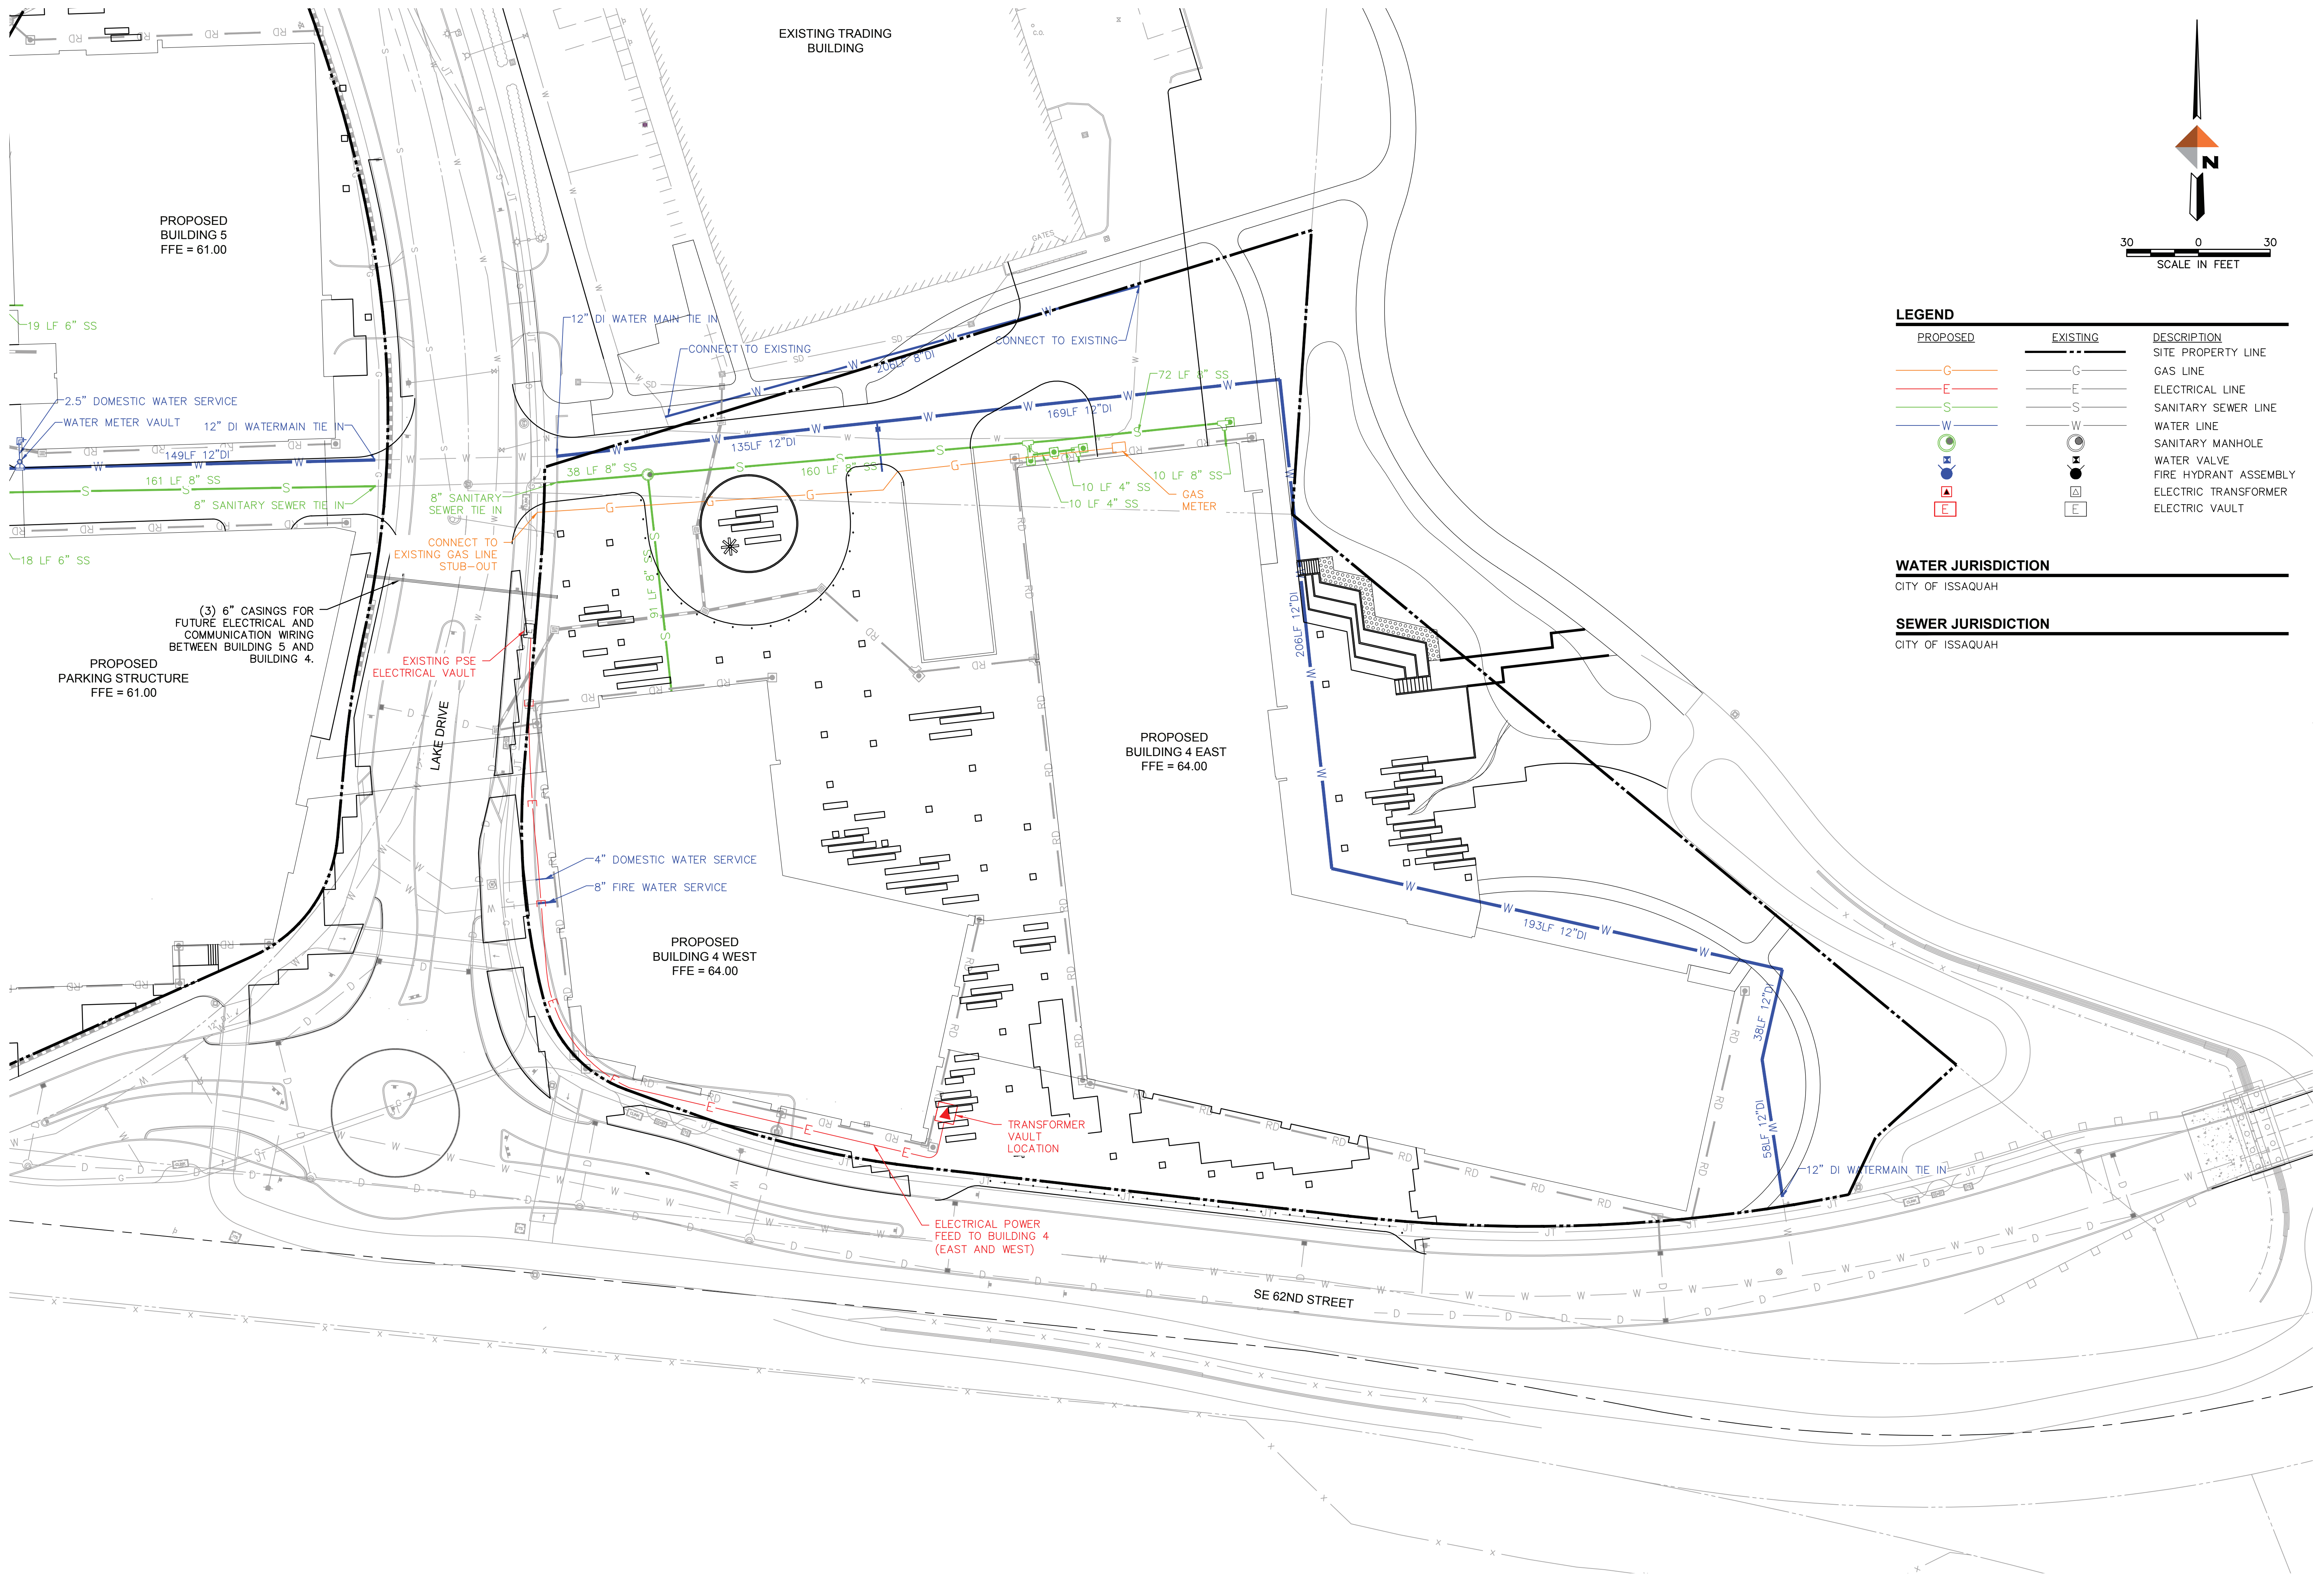 EXISTING TRADING
BUILDING
PROPOSED
BUILDING 5
FFE = 61.00
GATES
N
30 0 30
SCALE IN FEET
LEGEND
PROPOSED EXISTING DESCRIPTION
SITE PROPERTY LINE
G G GAS LINE
E E ELECTRICAL LINE
S S SANITARY SEWER LINE
W W WATER LINE
SANITARY MANHOLE
WATER VALVE
FIRE HYDRANT ASSEMBLY
ELECTRIC TRANSFORMER
E E ELECTRIC VAULT
WATER JURISDICTION
CITY OF ISSAQUAH
SEWER JURISDICTION
CITY OF ISSAQUAH
19 LF 6" SS
12" DI WATER MAIN TIE IN
CONNECT TO EXISTING
206LF 8"DI
CONNECT TO EXISTING
72 LF 8" SS
2.5" DOMESTIC WATER SERVICE
WATER METER VAULT
12" DI WATERMAIN TIE IN
149LF 12"DI
135LF 12"DI
169LF 12"DI
161 LF 8" SS
8" SANITARY SEWER TIE IN
38 LF 8" SS
160 LF 8" SS
8" SANITARY
SEWER TIE IN
10 LF 8" SS
10 LF 4" SS
10 LF 4" SS
GAS
METER
CONNECT TO
EXISTING GAS LINE
STUB-OUT
18 LF 6" SS
91 LF 8" SS
(3) 6" CASINGS FOR
FUTURE ELECTRICAL AND
COMMUNICATION WIRING
BETWEEN BUILDING 5 AND
BUILDING 4.
PROPOSED
PARKING STRUCTURE
FFE = 61.00
EXISTING PSE
ELECTRICAL VAULT
206LF 12"DI
LAKE DRIVE
PROPOSED
BUILDING 4 EAST
FFE = 64.00
4" DOMESTIC WATER SERVICE
8" FIRE WATER SERVICE
PROPOSED
BUILDING 4 WEST
FFE = 64.00
193LF 12"DI
38LF 12"DI
58LF 12"DI
TRANSFORMER
VAULT
LOCATION
12" DI WATERMAIN TIE IN
ELECTRICAL POWER
FEED TO BUILDING 4
(EAST AND WEST)
SE 62ND STREET